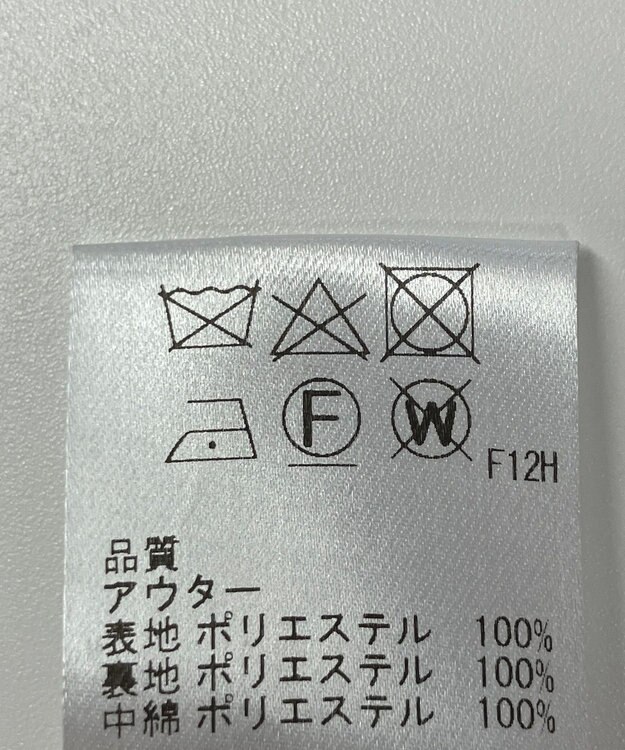 F W F12H
品質
アウター
表地 ポリエステル 100%
裏地 ポリエステル 100%
中綿 ポリエステル 100%